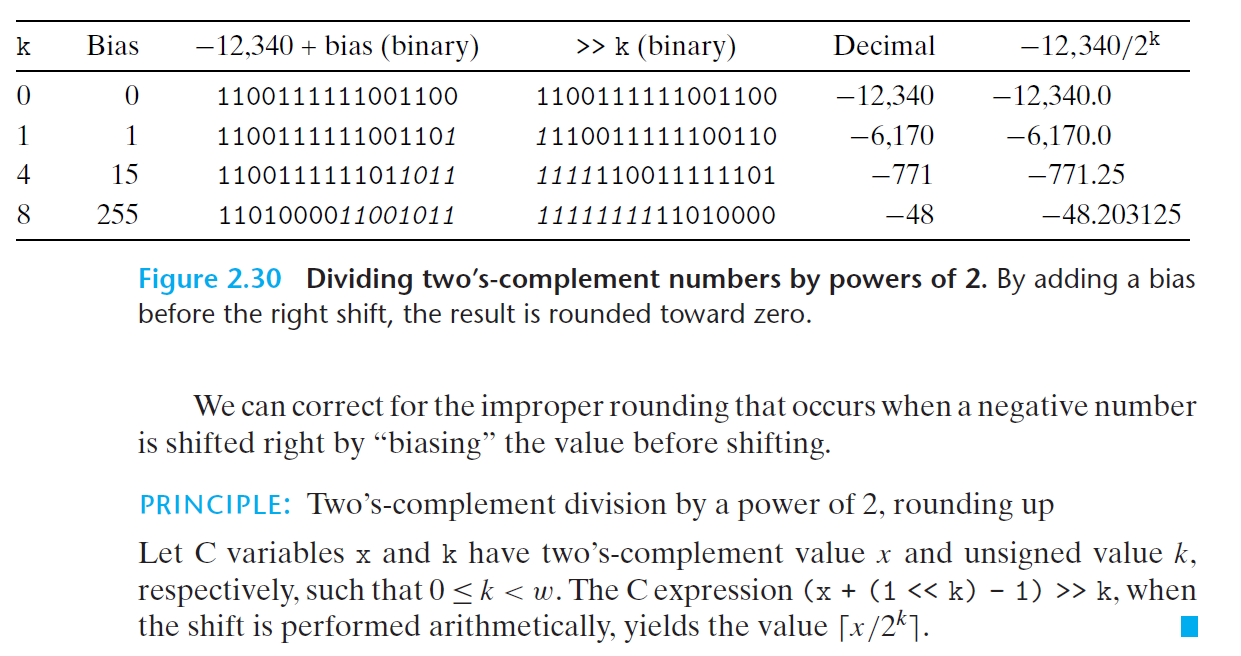 k Bias −12,340 + bias (binary) >> k (binary) Decimal −12,340/2ᵏ
0 0 1100111111001100 1100111111001100 −12,340 −12,340.0
1 1 1100111111001101 1110011111100110 −6,170 −6,170.0
4 15 1100111111011011 1111110011111101 −771 −771.25
8 255 1101000011001011 1111111111010000 −48 −48.203125
Figure 2.30 Dividing two’s-complement numbers by powers of 2. By adding a bias
before the right shift, the result is rounded toward zero.
We can correct for the improper rounding that occurs when a negative number
is shifted right by “biasing” the value before shifting.
PRINCIPLE: Two’s-complement division by a power of 2, rounding up
Let C variables x and k have two’s-complement value x and unsigned value k,
respectively, such that 0 ≤ k < w. The C expression (x + (1 << k) - 1) >> k, when
the shift is performed arithmetically, yields the value ⌈x/2ᵏ⌉.